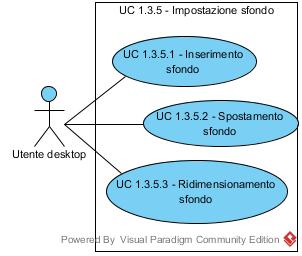 UC 1.3.5 - Impostazione sfondo
UC 1.3.5.1 - Inserimento
sfondo
UC 1.3.5.2 - Spostamento
sfondo
Utente desktop
UC 1.3.5.3 - Ridimensionamento
sfondo
Powered By Visual Paradigm Community Edition